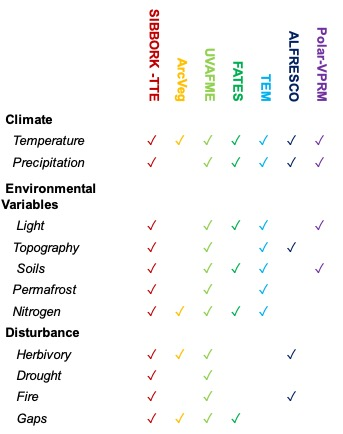 SIBBORK -TTE
ArcVeg
UVAFME
FATES
TEM
ALFRESCO
Polar-VPRM
Climate
Temperature ✓ ✓ ✓ ✓ ✓ ✓ ✓
Precipitation ✓ ✓ ✓ ✓ ✓ ✓
Environmental
Variables
Light ✓ ✓ ✓ ✓ ✓
Topography ✓ ✓ ✓ ✓
Soils ✓ ✓ ✓ ✓ ✓
Permafrost ✓ ✓ ✓
Nitrogen ✓ ✓ ✓ ✓ ✓
Disturbance
Herbivory ✓ ✓ ✓ ✓
Drought ✓ ✓
Fire ✓ ✓ ✓
Gaps ✓ ✓ ✓ ✓